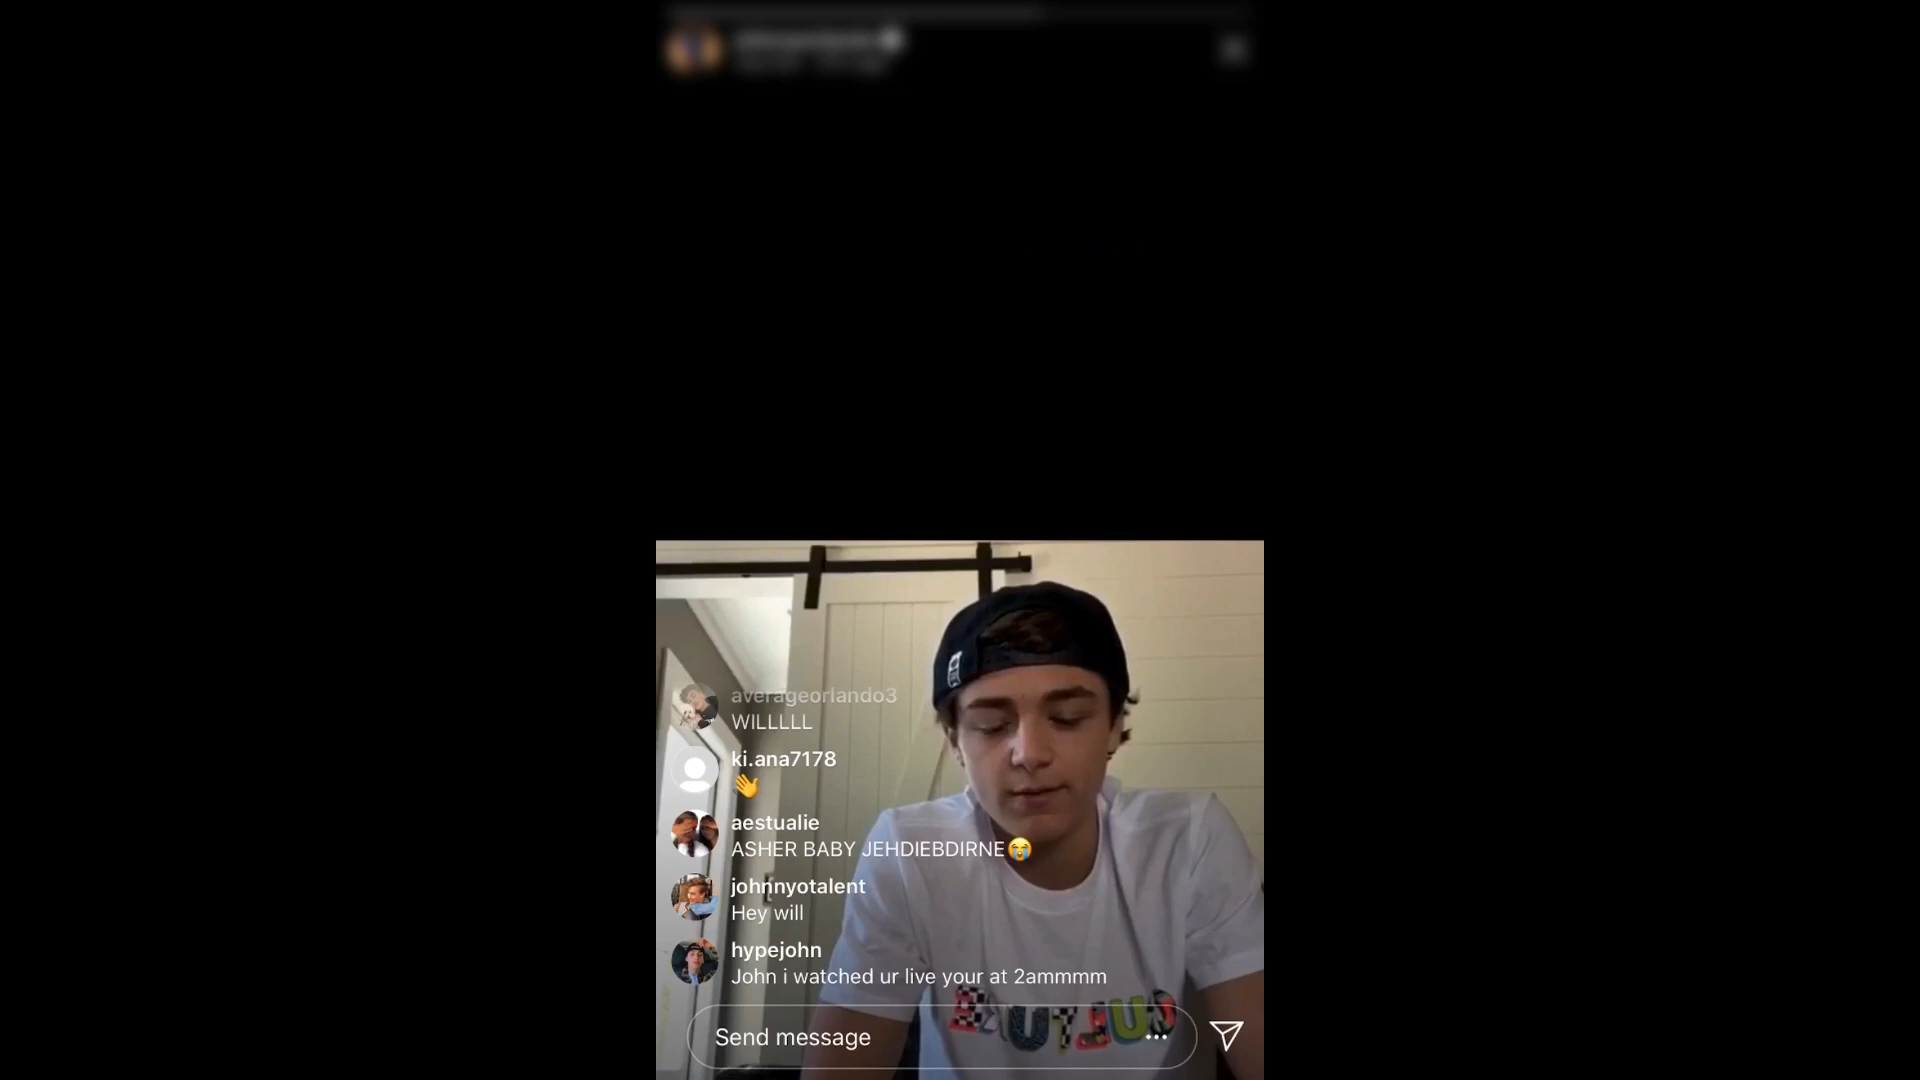 averageorlando3
WILLLLL
ki.ana7178
👋
aestualie
ASHER BABY JEHDIEBDIRNE😭
johnnyotalent
Hey will
hypejohn
John i watched ur live your at 2ammmm
Send message